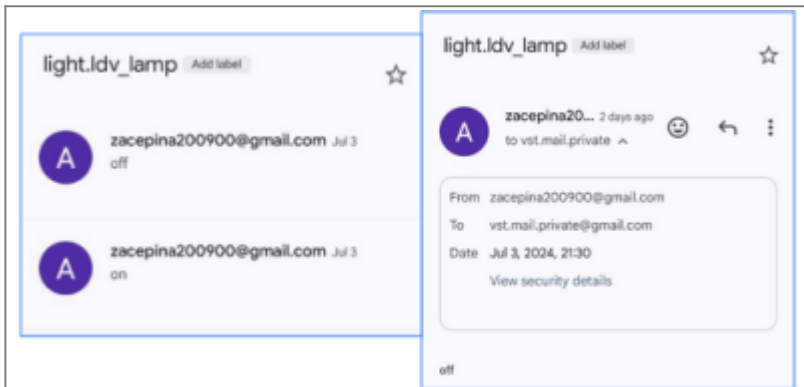 light.ldv_lamp Add label
zacepina200900@gmail.com Jul 3
off
zacepina200900@gmail.com Jul 3
on
light.ldv_lamp Add label
zacepina20... 2 days ago
to vst.mail.private
From zacepina200900@gmail.com
To vst.mail.private@gmail.com
Date Jul 3, 2024, 21:30
View security details
off
A
A
A